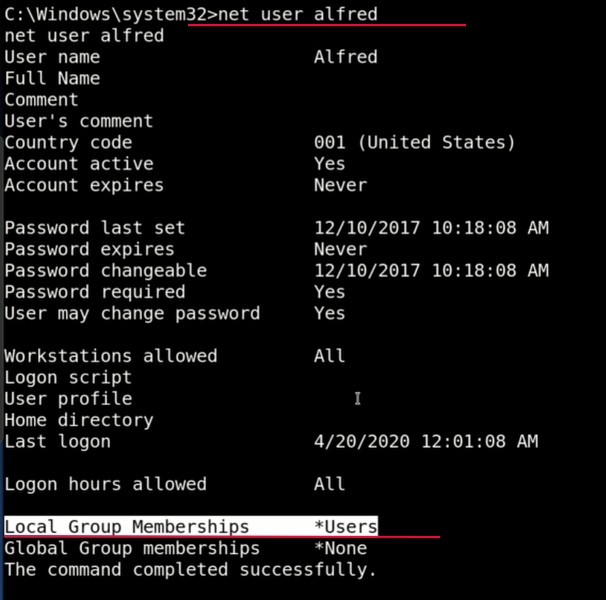 C:\Windows\system32>net user alfred
net user alfred
User name Alfred
Full Name
Comment
User's comment
Country code 001 (United States)
Account active Yes
Account expires Never
Password last set 12/10/2017 10:18:08 AM
Password expires Never
Password changeable 12/10/2017 10:18:08 AM
Password required Yes
User may change password Yes
Workstations allowed All
Logon script
User profile
Home directory
Last logon 4/20/2020 12:01:08 AM
Logon hours allowed All
Local Group Memberships *Users
Global Group memberships *None
The command completed successfully.